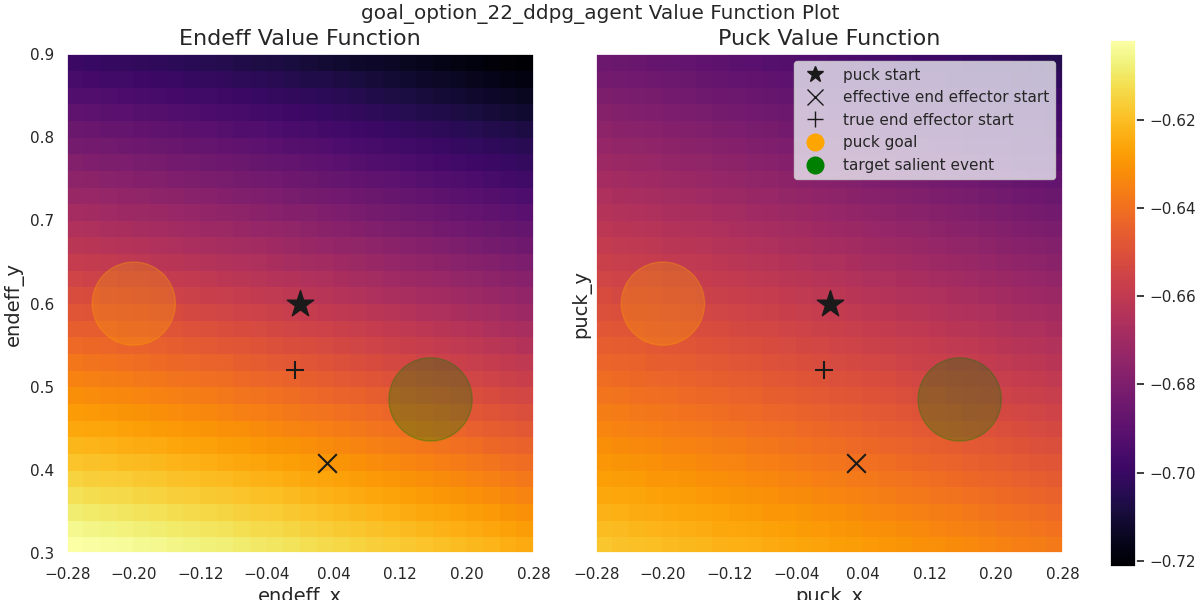 goal_option_22_ddpg_agent Value Function Plot
Endeff Value Function
endeff_y
0.9
0.8
0.7
0.6
0.5
0.4
0.3
−0.28 −0.20 −0.12 −0.04 0.04 0.12 0.20 0.28
endeff_x
Puck Value Function
puck_y
puck start
effective end effector start
true end effector start
puck goal
target salient event
−0.28 −0.20 −0.12 −0.04 0.04 0.12 0.20 0.28
puck_x
−0.62
−0.64
−0.66
−0.68
−0.70
−0.72